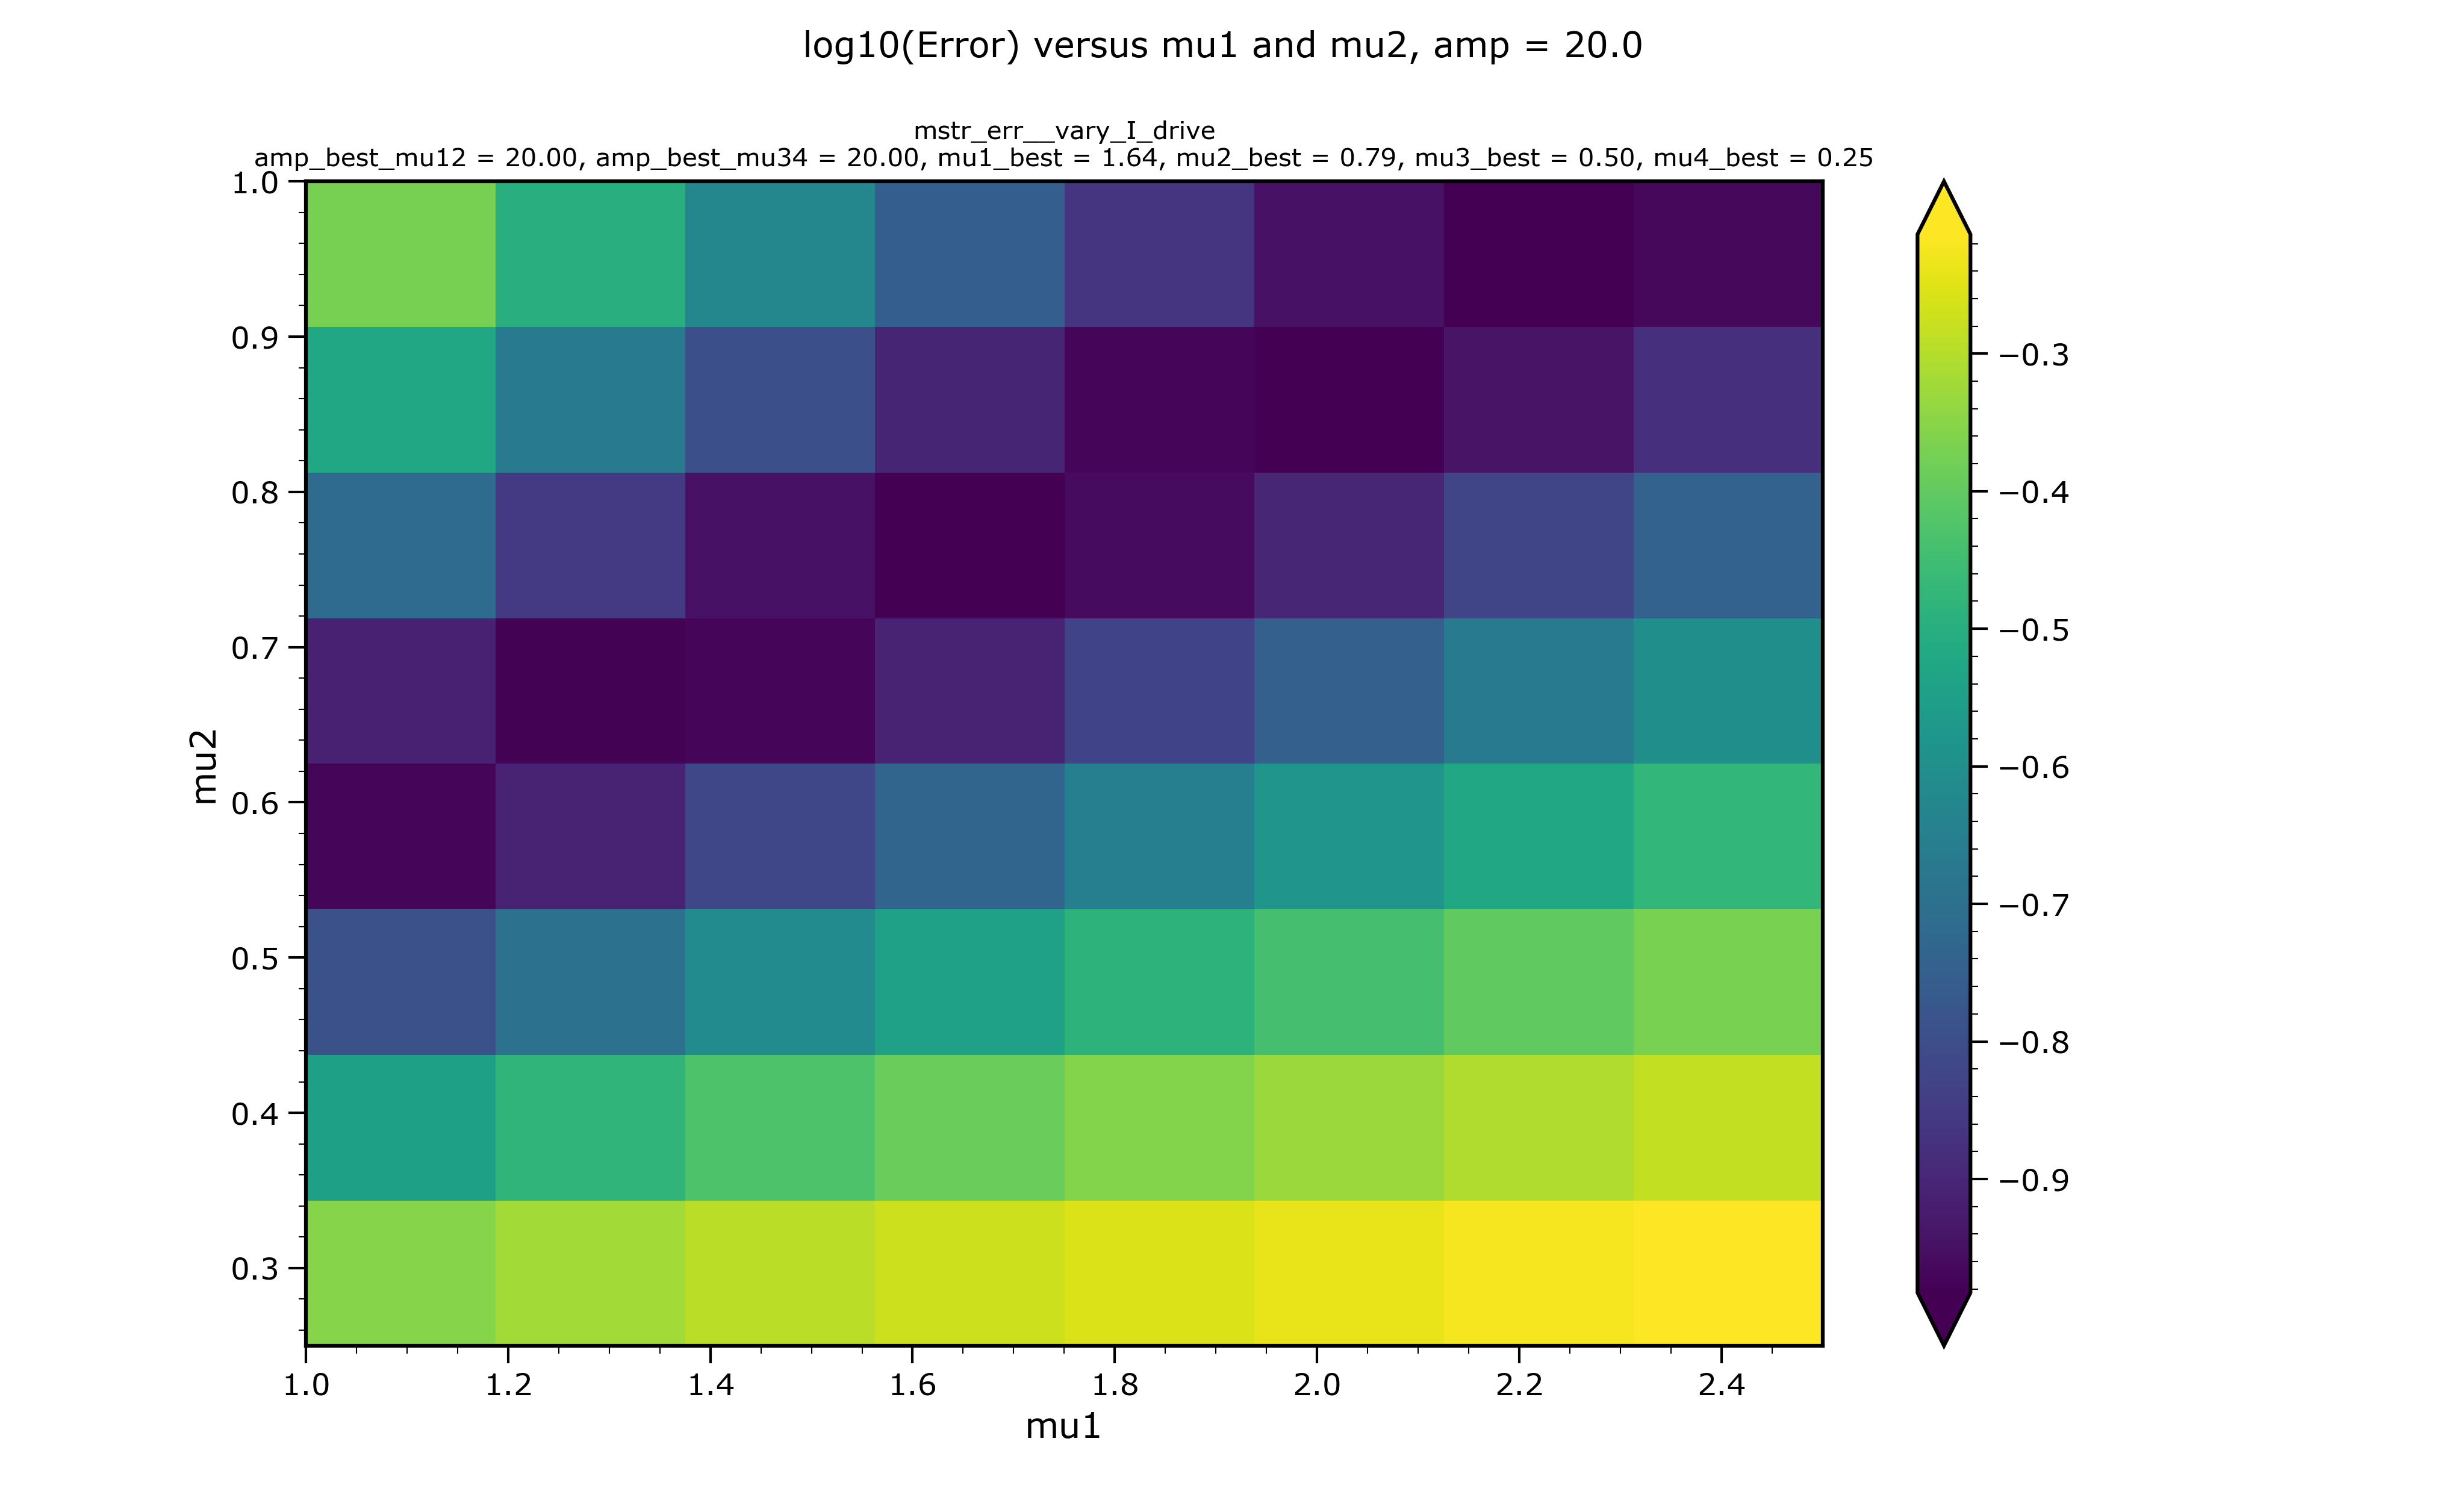 log10(Error) versus mu1 and mu2, amp = 20.0
mstr_err__vary_I_drive
amp_best_mu12 = 20.00, amp_best_mu34 = 20.00, mu1_best = 1.64, mu2_best = 0.79, mu3_best = 0.50, mu4_best = 0.25
1.0
0.9
0.8
0.7
0.6
0.5
0.4
0.3
mu2
1.0 1.2 1.4 1.6 1.8 2.0 2.2 2.4
mu1
−0.3
−0.4
−0.5
−0.6
−0.7
−0.8
−0.9